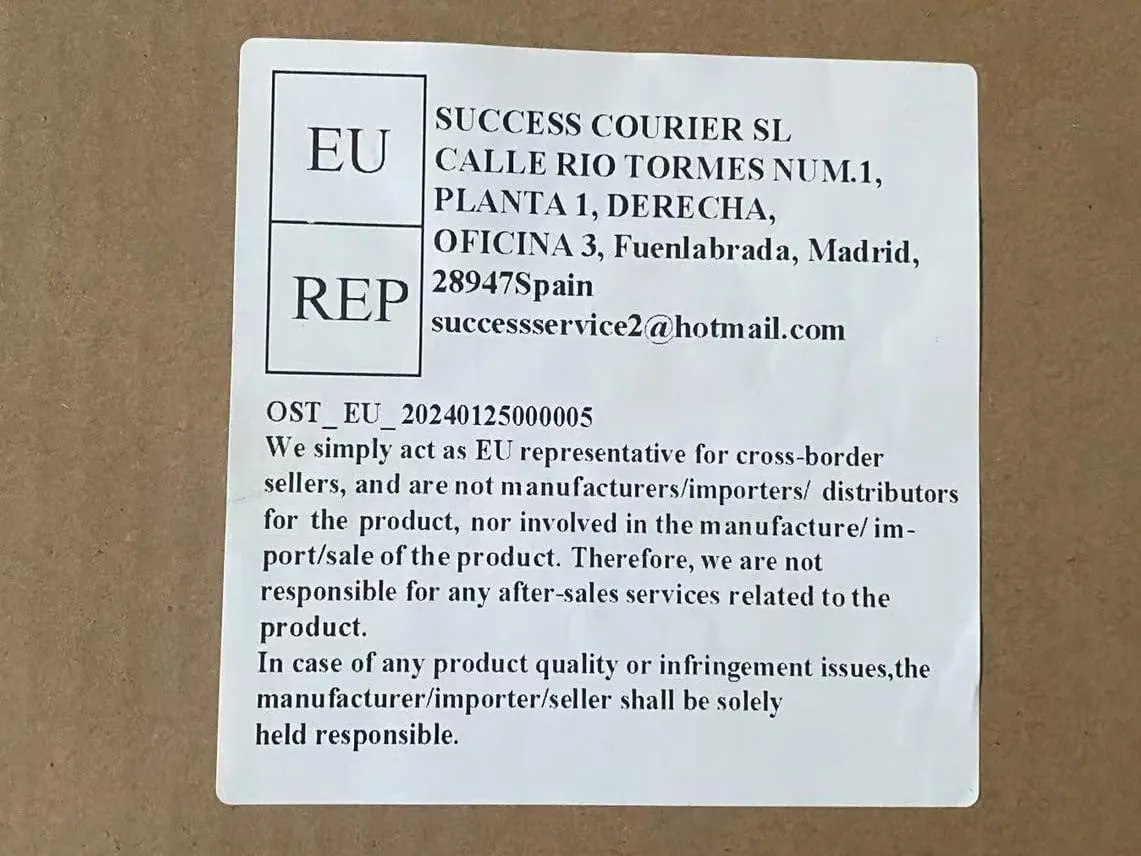 EU
REP
SUCCESS COURIER SL
CALLE RIO TORMES NUM.1,
PLANTA 1, DERECHA,
OFICINA 3, Fuenlabrada, Madrid,
28947Spain
successservice2@hotmail.com
OST_EU_20240125000005
We simply act as EU representative for cross-border
sellers, and are not manufacturers/importers/ distributors
for the product, nor involved in the manufacture/ im-
port/sale of the product. Therefore, we are not
responsible for any after-sales services related to the
product.
In case of any product quality or infringement issues,the
manufacturer/importer/seller shall be solely
held responsible.